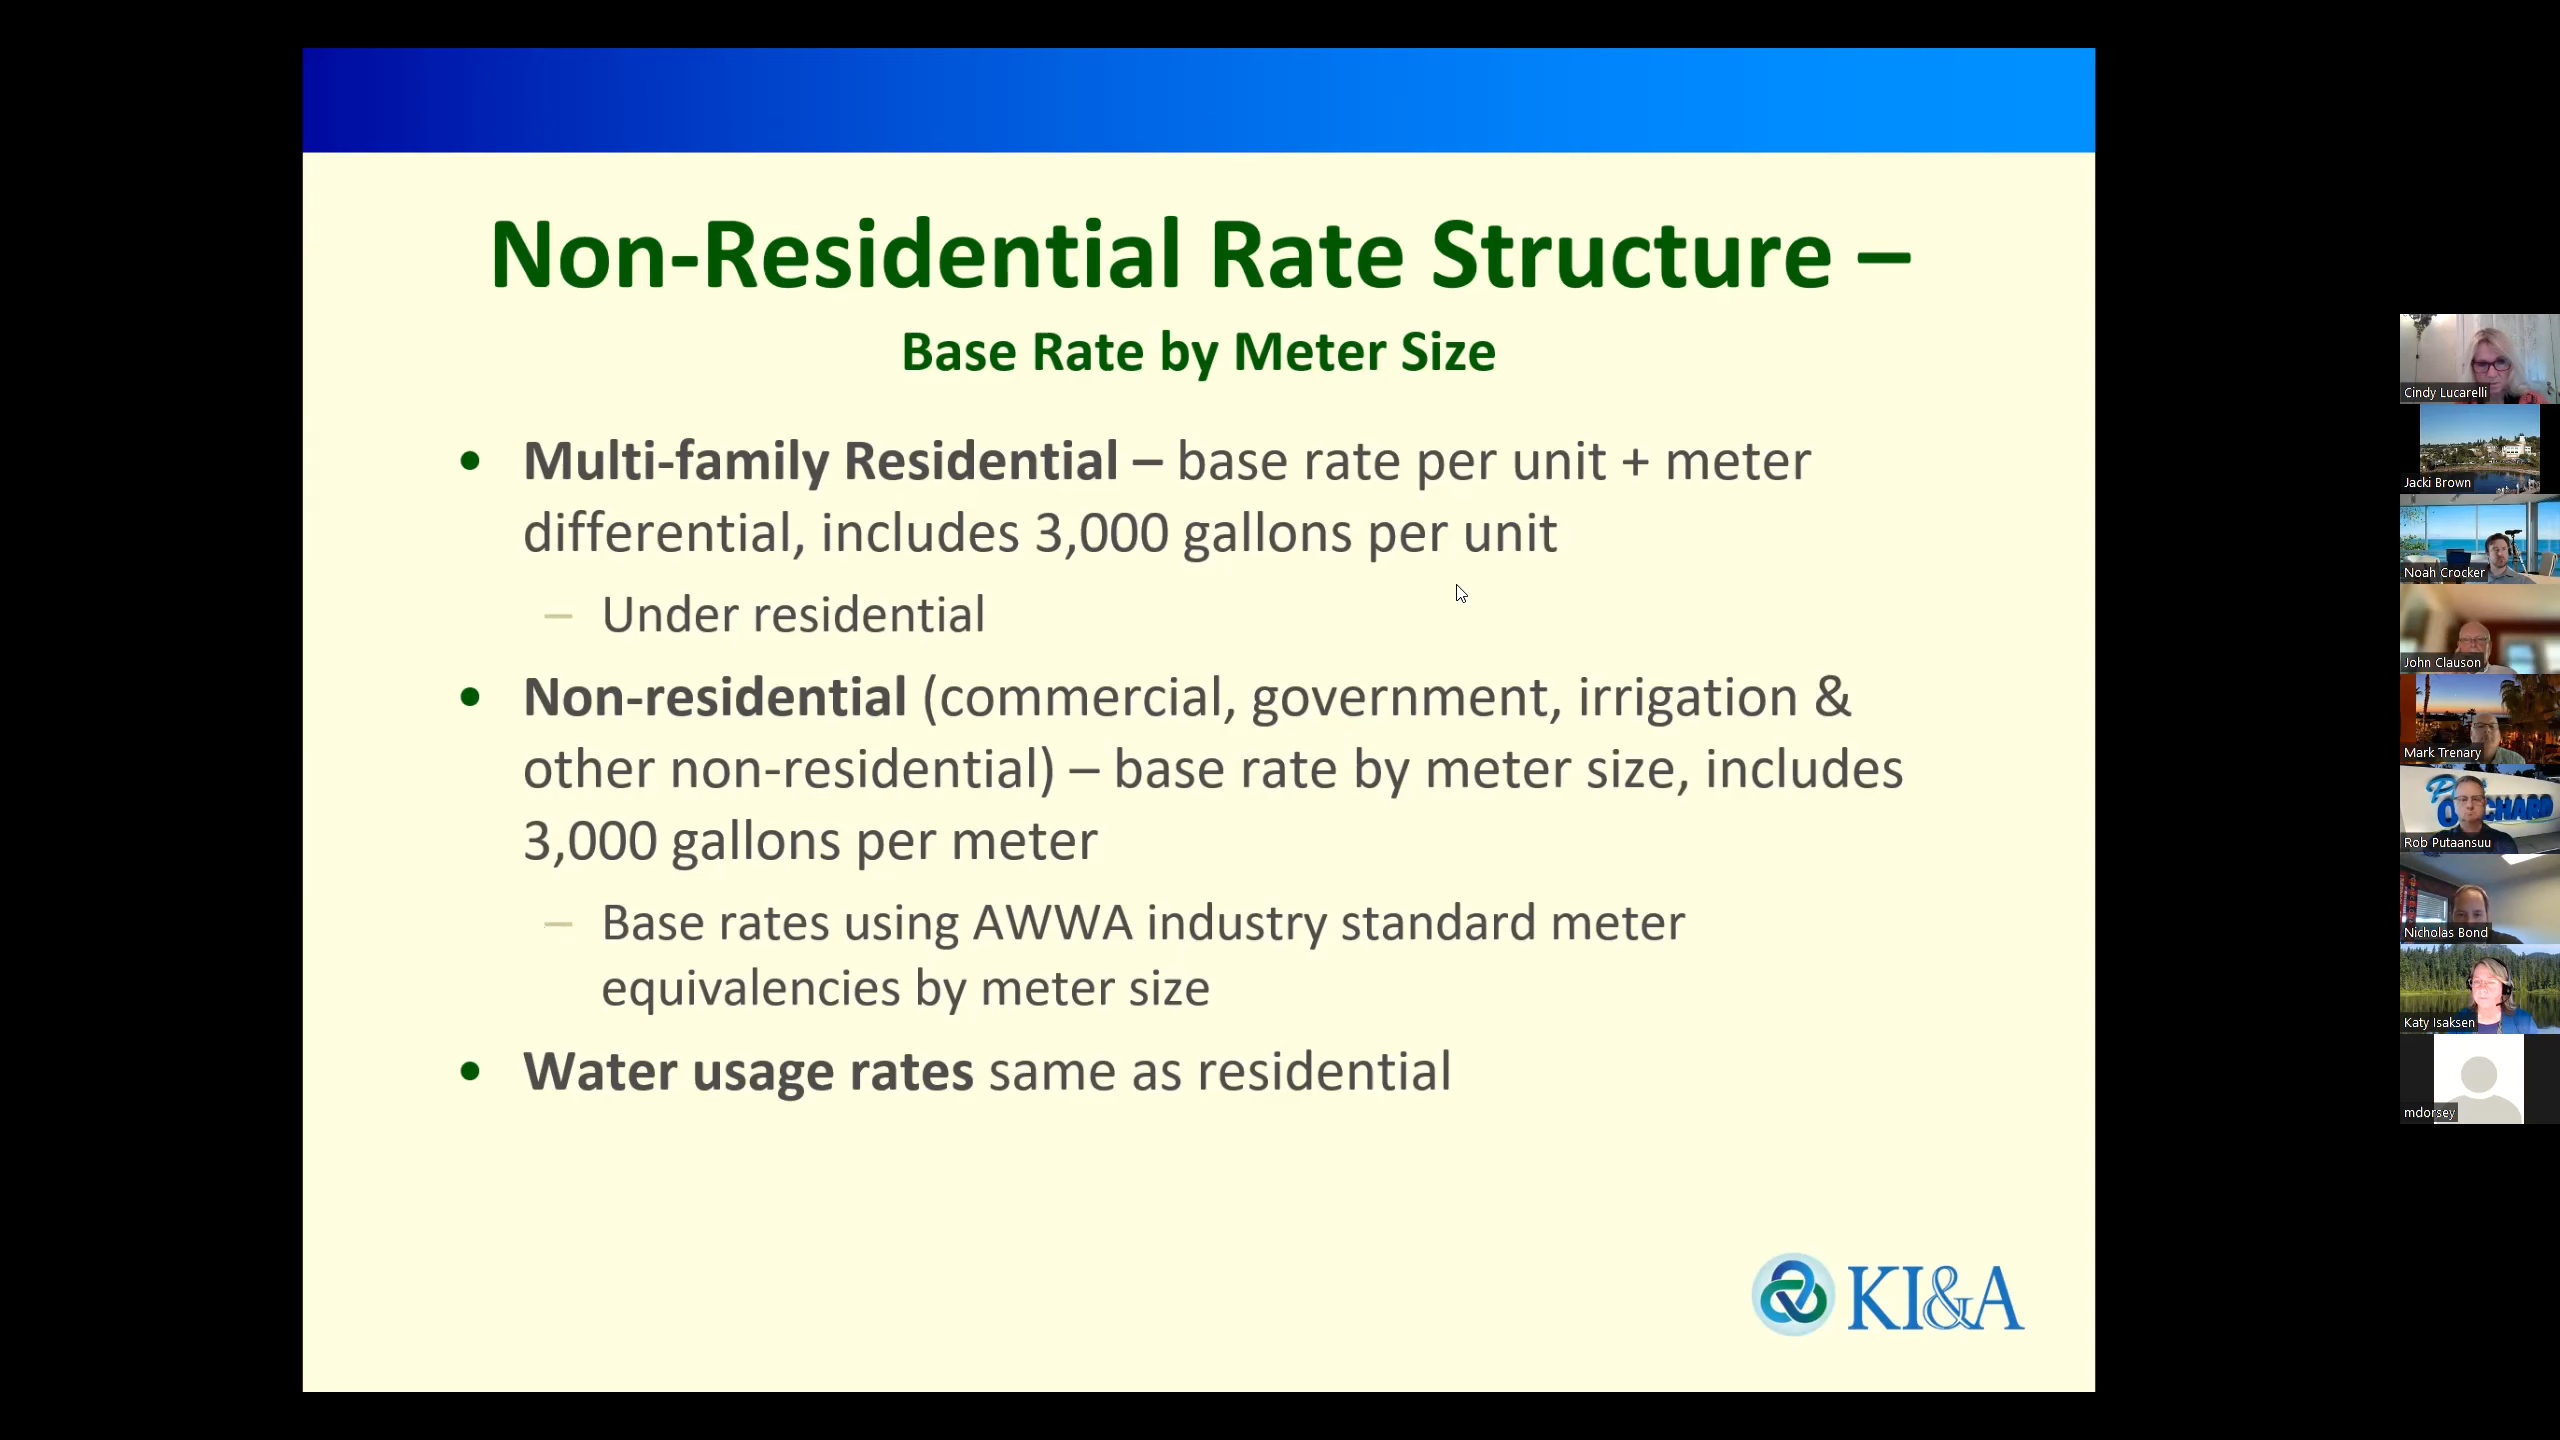 Non-Residential Rate Structure –
Base Rate by Meter Size
• Multi-family Residential – base rate per unit + meter
differential, includes 3,000 gallons per unit
– Under residential
• Non-residential (commercial, government, irrigation &
other non-residential) – base rate by meter size, includes
3,000 gallons per meter
– Base rates using AWWA industry standard meter
equivalencies by meter size
• Water usage rates same as residential
KI&A
Cindy Lucarelli
Jacki Brown
Noah Crocker
John Clauson
Mark Trenary
Rob Putaansuu
Nicholas Bond
Katy Isaksen
mdorsey